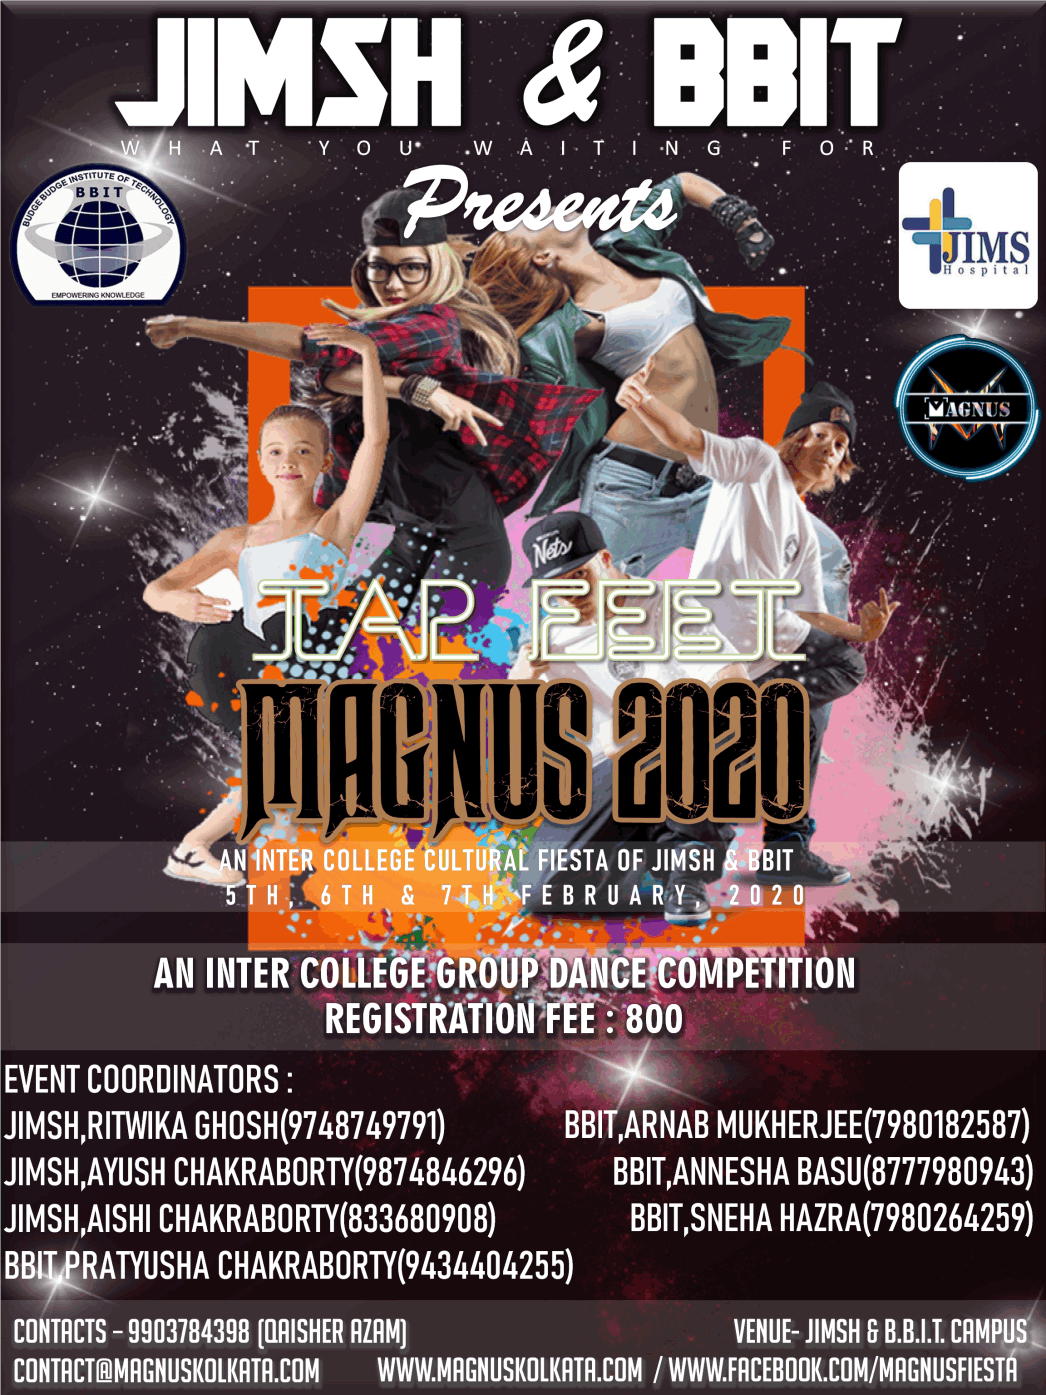 JIMSH & BBIT
WHAT YOU WAITING FOR
Presents
BUDGE BUDGE INSTITUTE OF TECHNOLOGY
BBIT
EMPOWERING KNOWLEDGE
JIMS
Hospital
MAGNUS
Nets
TAP FEET
MAGNUS 2020
AN INTER COLLEGE CULTURAL FIESTA OF JIMSH & BBIT
5TH, 6TH & 7TH FEBRUARY, 2020
AN INTER COLLEGE GROUP DANCE COMPETITION
REGISTRATION FEE : 800
EVENT COORDINATORS :
JIMSH,RITWIKA GHOSH(9748749791)
JIMSH,AYUSH CHAKRABORTY(9874846296)
JIMSH,AISHI CHAKRABORTY(833680908)
BBIT,PRATYUSHA CHAKRABORTY(9434404255)
BBIT,ARNAB MUKHERJEE(7980182587)
BBIT,ANNESHA BASU(8777980943)
BBIT,SNEHA HAZRA(7980264259)
CONTACTS - 9903784398 (QAISHER AZAM)
VENUE- JIMSH & B.B.I.T. CAMPUS
CONTACT@MAGNUSKOLKATA.COM
WWW.MAGNUSKOLKATA.COM / WWW.FACEBOOK.COM/MAGNUSFIESTA